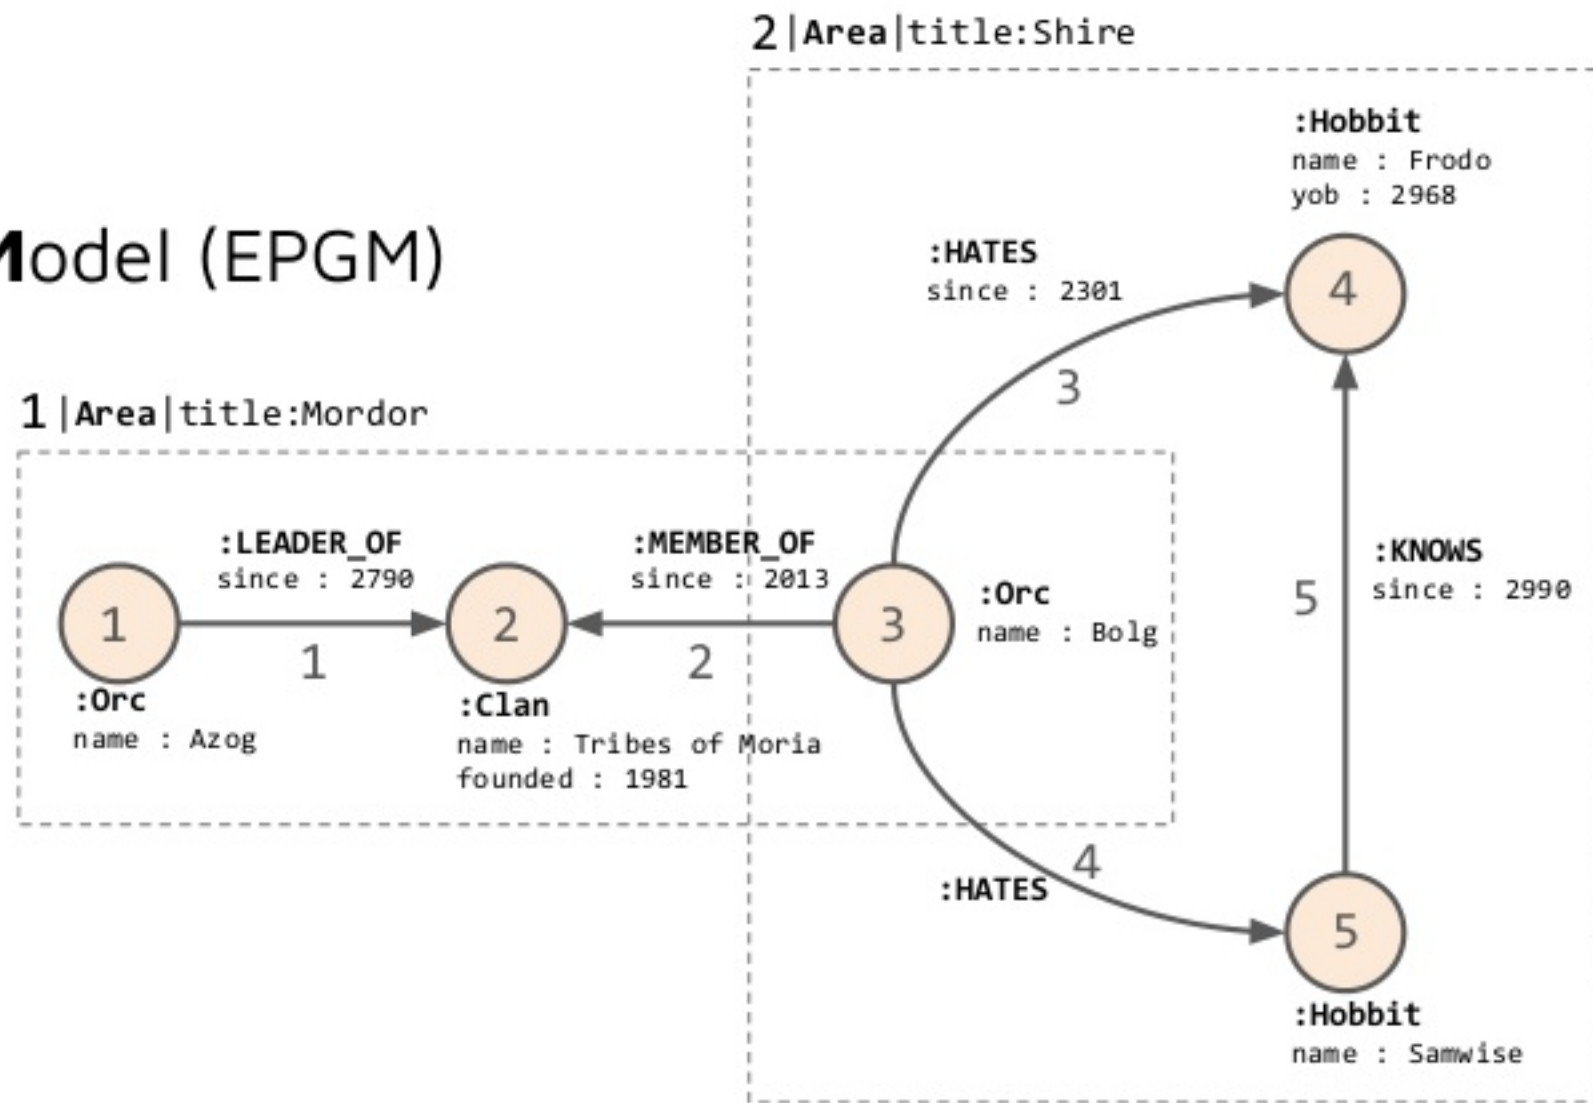 2|Area|title:Shire
:Hobbit
name : Frodo
yob : 2968
Model (EPGM)
:HATES
since : 2301
4
3
1|Area|title:Mordor
:LEADER_OF
since : 2790
:MEMBER_OF
since : 2013
:KNOWS
since : 2990
5
1
2
3
:Orc
name : Bolg
1
2
:Orc
name : Azog
:Clan
name : Tribes of Moria
founded : 1981
4
:HATES
5
:Hobbit
name : Samwise